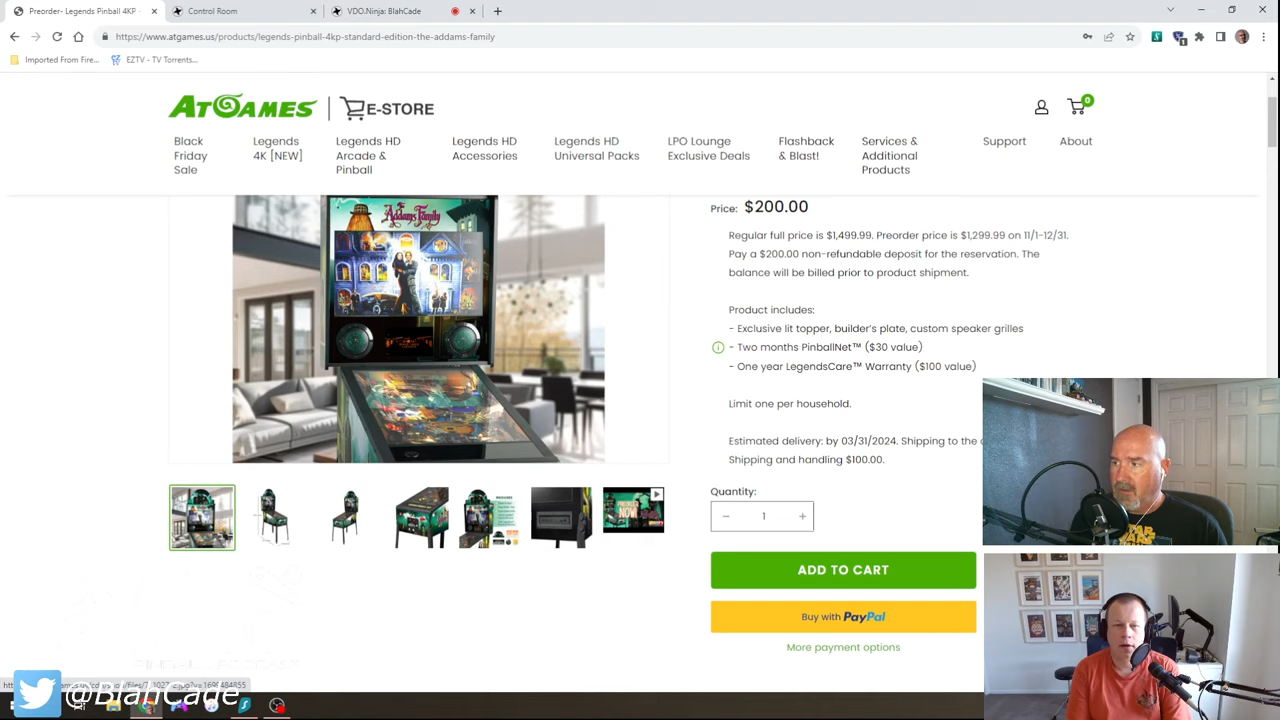 Preorder- Legends Pinball 4KP
Control Room
VDO.Ninja: BlahCade
https://www.atgames.us/products/legends-pinball-4kp-standard-edition-the-addams-family
Imported From Fire...
EZTV - TV Torrents...
ATGAMES
E-STORE
0
Black Friday Sale
Legends 4K [NEW]
Legends HD Arcade & Pinball
Legends HD Accessories
Legends HD Universal Packs
LPO Lounge Exclusive Deals
Flashback & Blast!
Services & Additional Products
Support
About
The Addams Family
Price: $200.00
Regular full price is $1,499.99. Preorder price is $1,299.99 on 11/1-12/31.
Pay a $200.00 non-refundable deposit for the reservation. The
balance will be billed prior to product shipment.
Product includes:
- Exclusive lit topper, builder's plate, custom speaker grilles
- Two months PinballNet™ ($30 value)
- One year LegendsCare™ Warranty ($100 value)
Limit one per household.
Estimated delivery: by 03/31/2024. Shipping to the
Shipping and handling $100.00.
Quantity:
− 1 +
ADD TO CART
Buy with PayPal
More payment options
@BlahCade